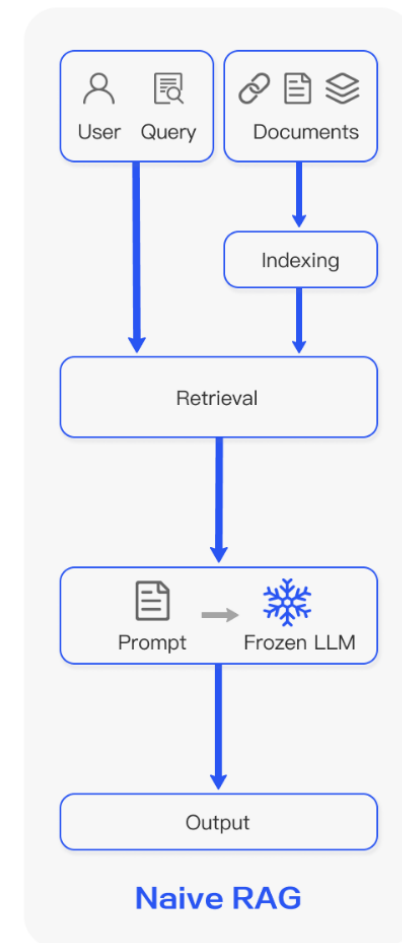 User Query Documents
Indexing
Retrieval
Prompt Frozen LLM
Output
Naive RAG